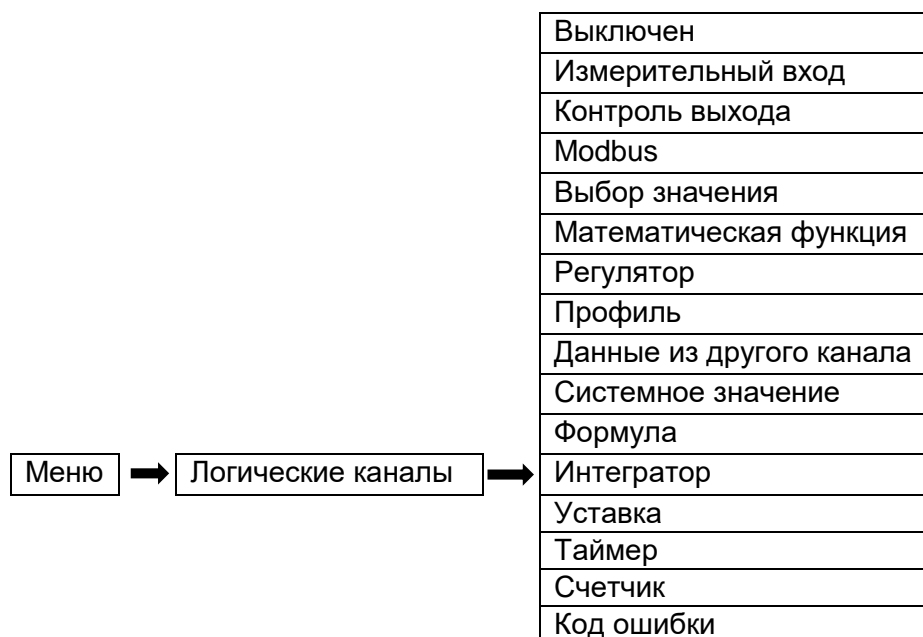 Выключен
Измерительный вход
Контроль выхода
Modbus
Выбор значения
Математическая функция
Регулятор
Профиль
Данные из другого канала
Системное значение
Формула
Меню
Логические каналы
Интегратор
Уставка
Таймер
Счетчик
Код ошибки